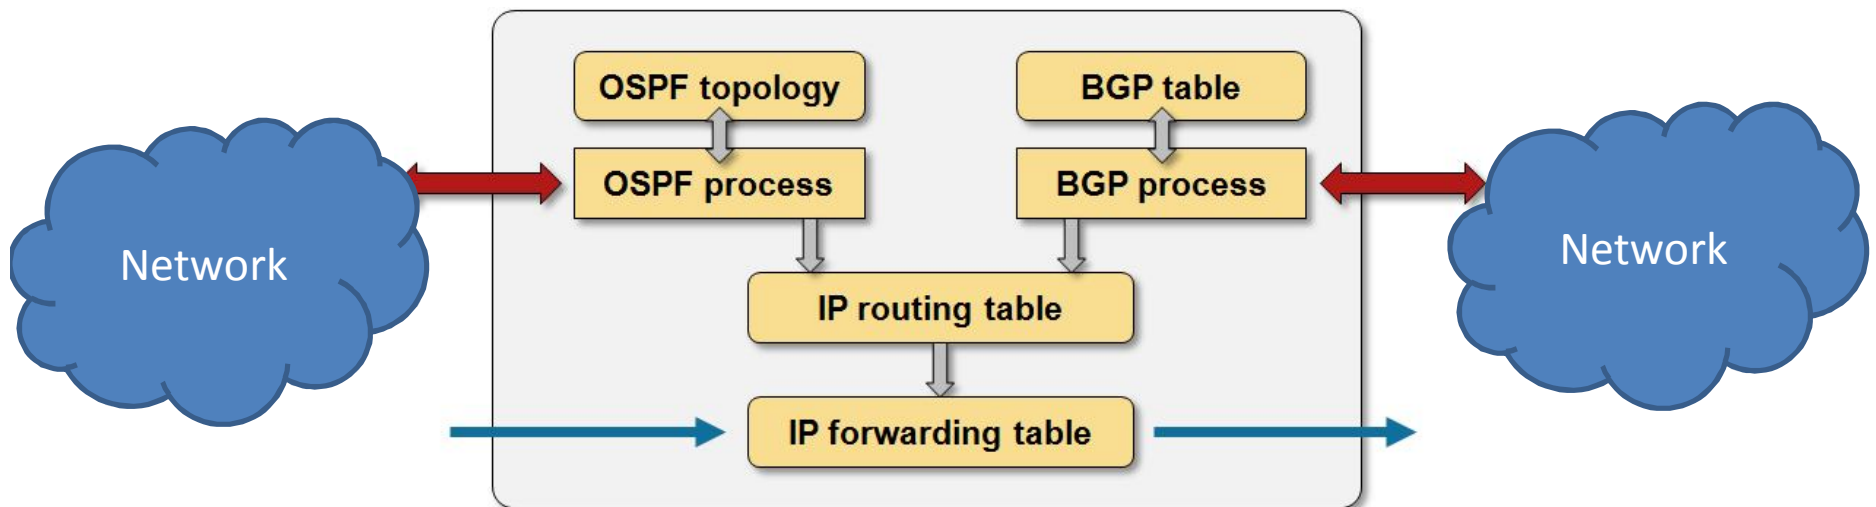 OSPF topology
BGP table
OSPF process
BGP process
Network
Network
IP routing table
IP forwarding table